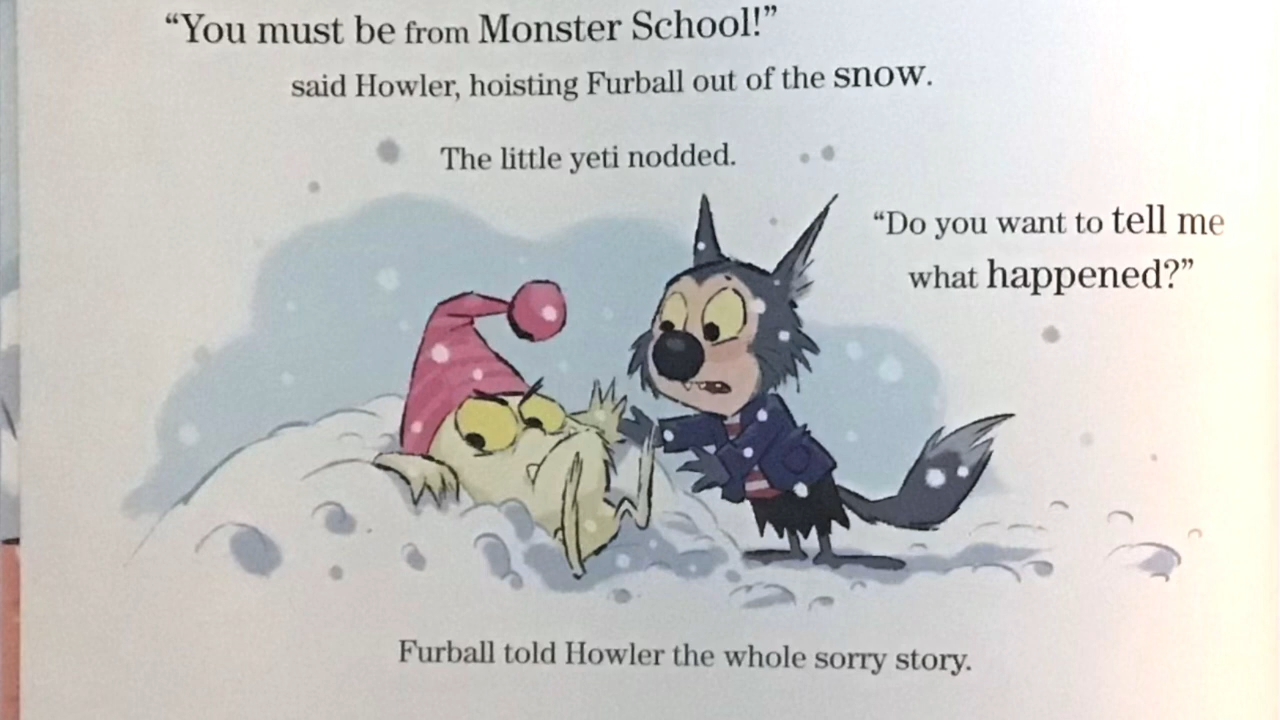 “You must be from Monster School!”
said Howler, hoisting Furball out of the snow.
The little yeti nodded.
“Do you want to tell me
what happened?”
Furball told Howler the whole sorry story.